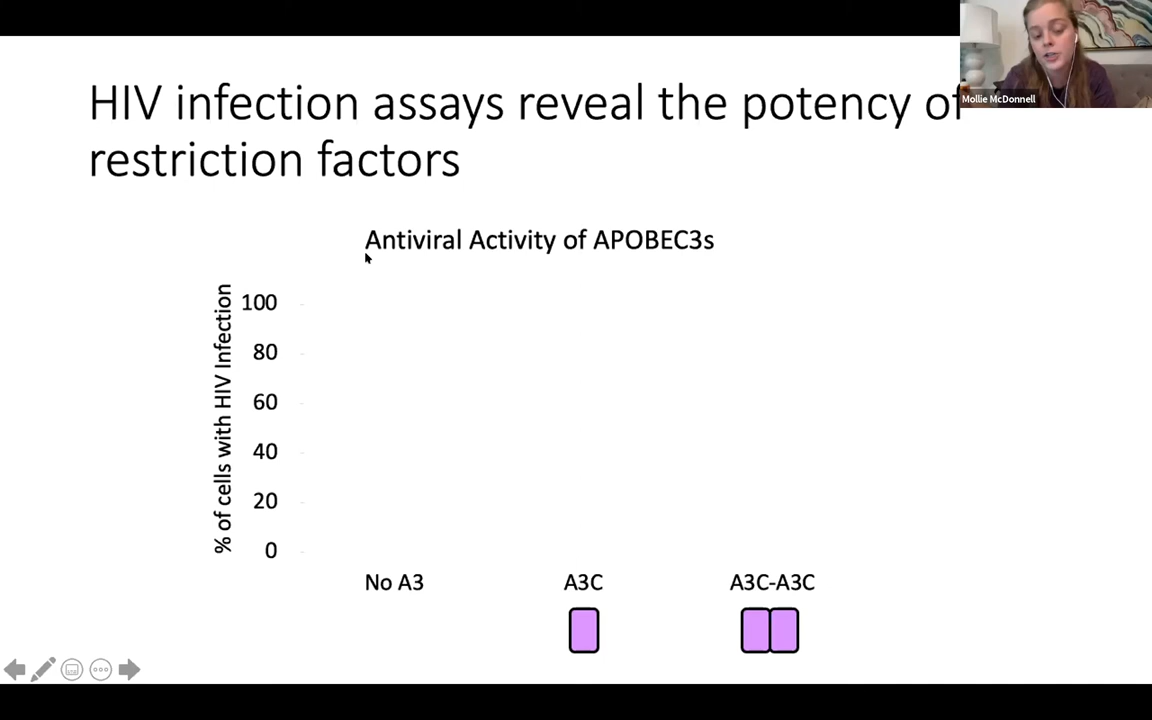 HIV infection assays reveal the potency of
restriction factors
Mollie McDonnell
Antiviral Activity of APOBEC3s
% of cells with HIV Infection
100
80
60
40
20
0
No A3
A3C
A3C-A3C